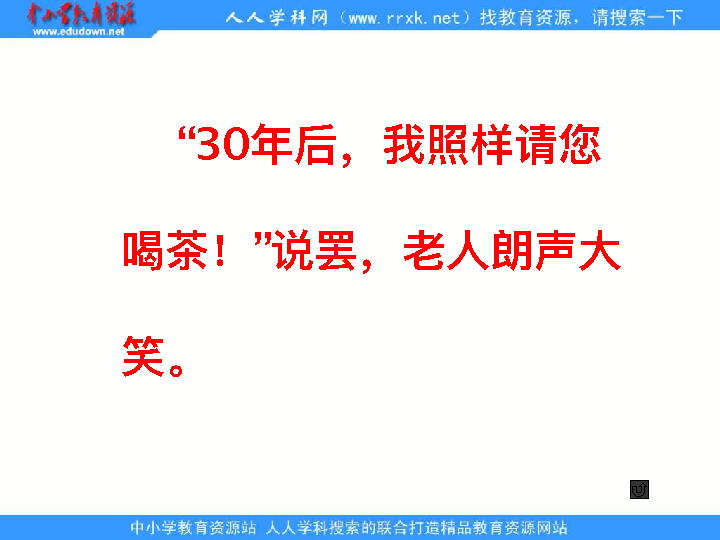 中小学教育资源
www.edudown.net
人人学科网（www.rrxk.net）找教育资源，请搜索一下
“30年后，我照样请您
喝茶！”说罢，老人朗声大
笑。
中小学教育资源站 人人学科搜索的联合打造精品教育资源网站